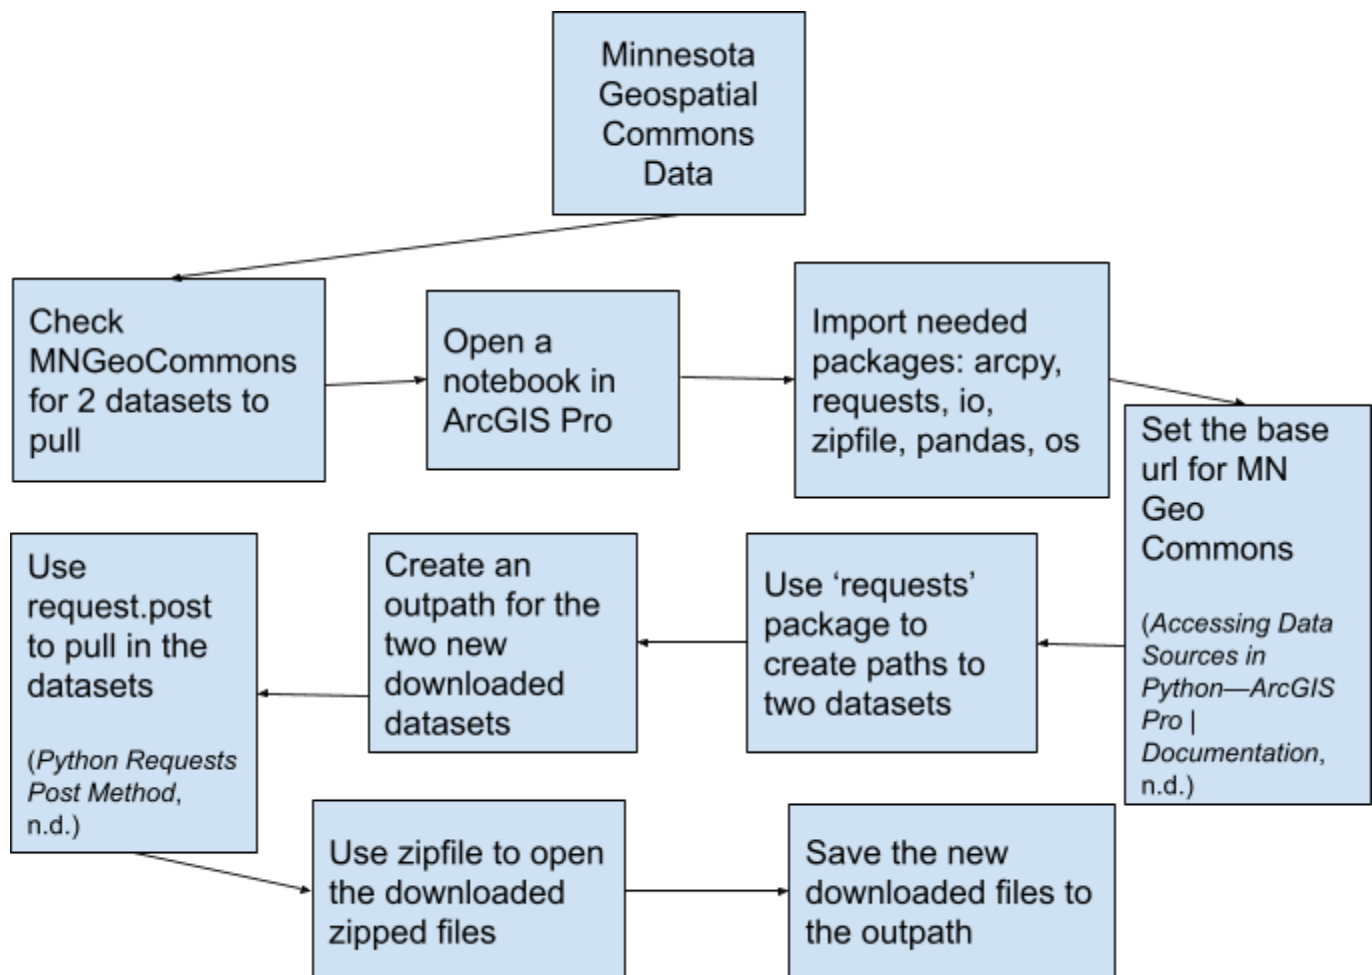 Minnesota
Geospatial
Commons
Data
Check
MNGeoCommons
for 2 datasets to
pull
Open a
notebook in
ArcGIS Pro
Import needed
packages: arcpy,
requests, io,
zipfile, pandas, os
Set the base
url for MN
Geo
Commons
(Accessing Data
Sources in
Python—ArcGIS
Pro |
Documentation,
n.d.)
Use ‘requests’
package to
create paths to
two datasets
Create an
outpath for the
two new
downloaded
datasets
Use
request.post
to pull in the
datasets
(Python Requests
Post Method,
n.d.)
Use zipfile to open
the downloaded
zipped files
Save the new
downloaded files to
the outpath